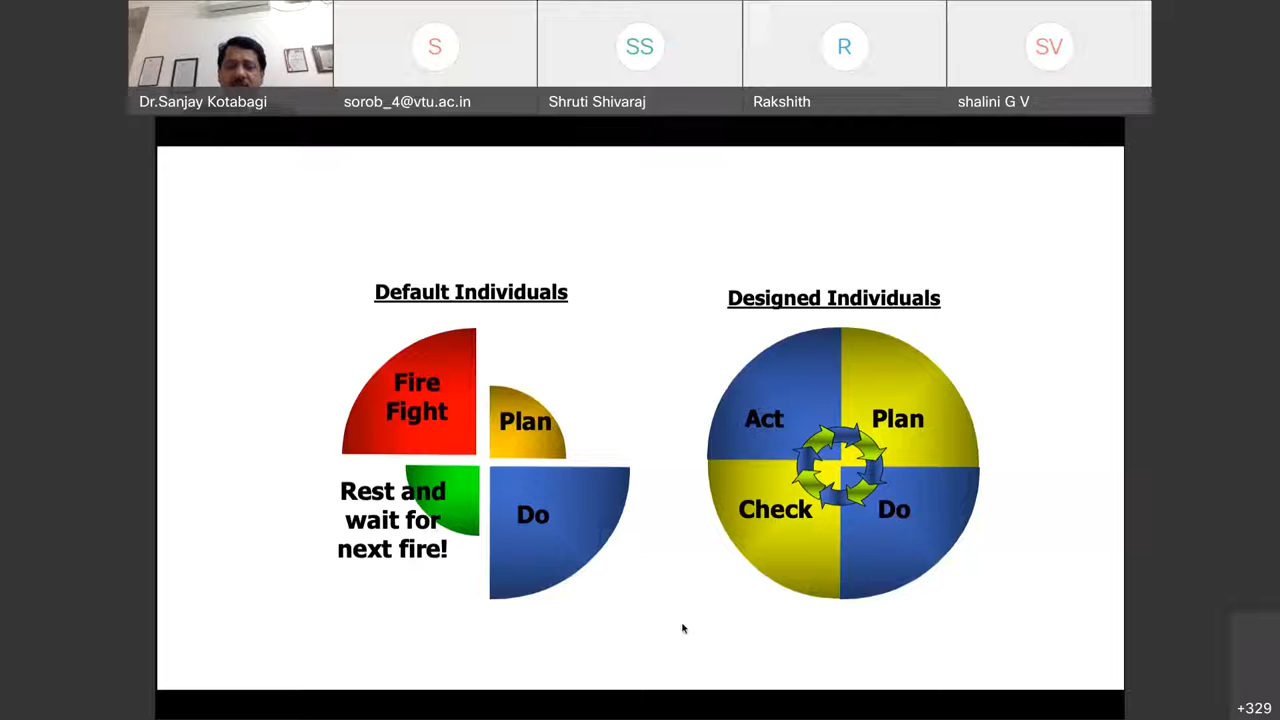 S
SS
R
SV
Dr.Sanjay Kotabagi
sorob_4@vtu.ac.in
Shruti Shivaraj
Rakshith
shalini G V
Default Individuals
Fire
Fight
Plan
Rest and
wait for
next fire!
Do
Designed Individuals
Act
Plan
Check
Do
+329